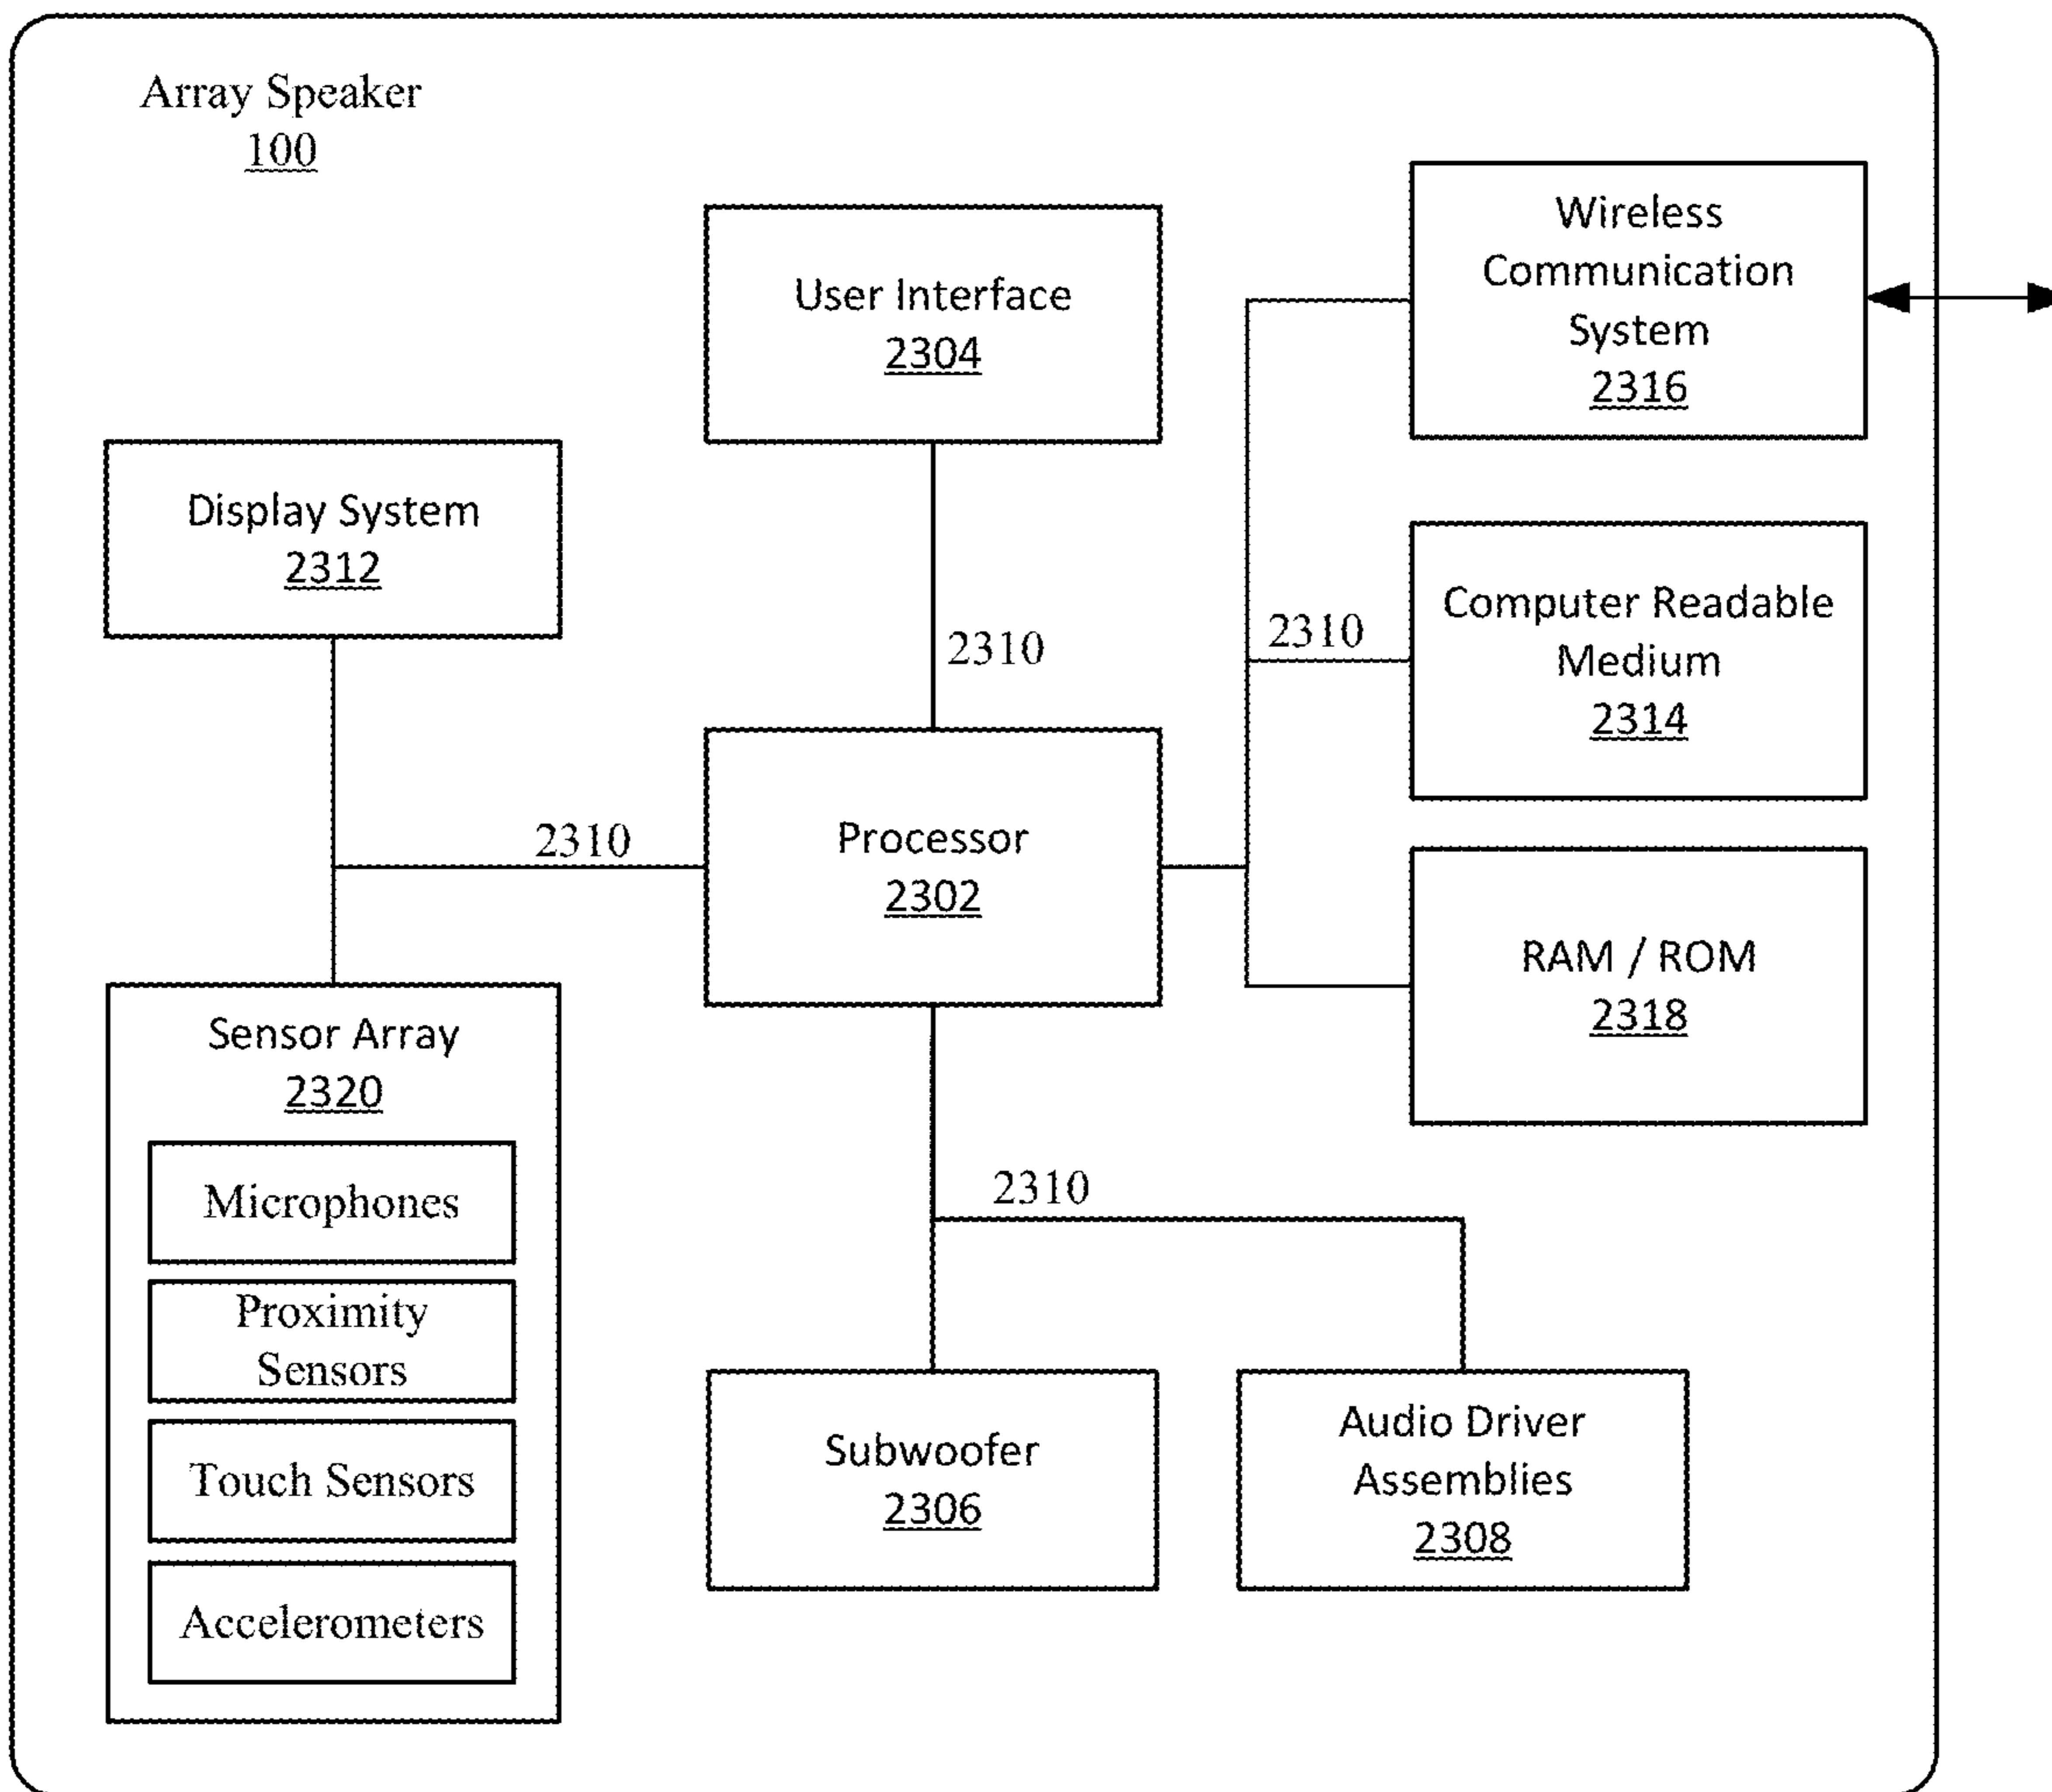 Array Speaker
100
User Interface
2304
Wireless
Communication
System
2316
Display System
2312
Computer Readable
Medium
2314
2310
2310
2310
Processor
2302
RAM / ROM
2318
Sensor Array
2320
Microphones
Proximity
Sensors
Touch Sensors
Accelerometers
2310
Subwoofer
2306
Audio Driver
Assemblies
2308